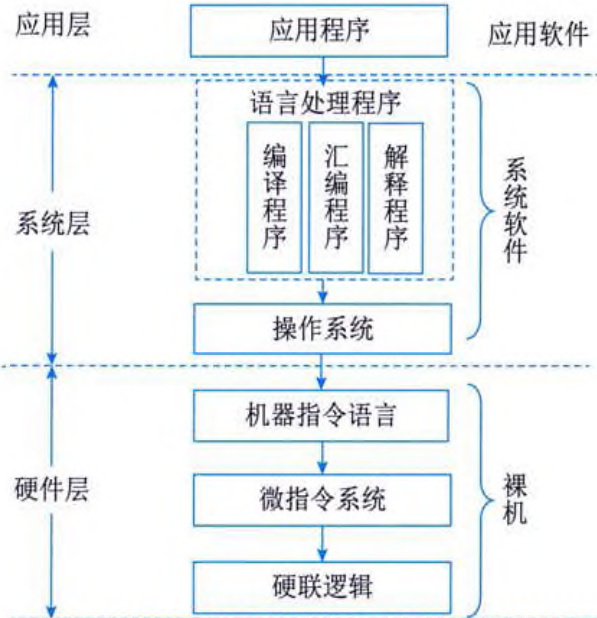 应用层
应用程序
应用软件
语言处理程序
编译程序
汇编程序
解释程序
系统层
系统软件
操作系统
机器指令语言
硬件层
微指令系统
裸机
硬联逻辑